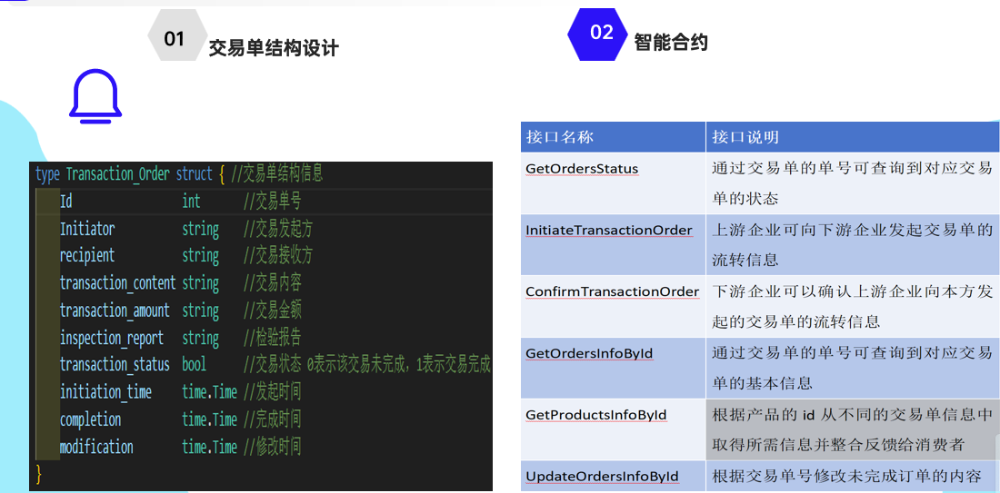 01 交易单结构设计
type Transaction_Order struct { //交易单结构信息
Id int //交易单号
Initiator string //交易发起方
recipient string //交易接收方
transaction_content string //交易内容
transaction_amount string //交易金额
inspection_report string //检验报告
transaction_status bool //交易状态 0表示该交易未完成，1表示交易完成
initiation_time time.Time //发起时间
completion time.Time //完成时间
modification time.Time //修改时间
}
02 智能合约
接口名称 接口说明
GetOrdersStatus 通过交易单的单号可查询到对应交易
单的状态
InitiateTransactionOrder 上游企业可向下游企业发起交易单的
流转信息
ConfirmTransactionOrder 下游企业可以确认上游企业向本方发
起的交易单的流转信息
GetOrdersInfoById 通过交易单的单号可查询到对应交易
单的基本信息
GetProductsInfoById 根据产品的 id 从不同的交易单信息中
取得所需信息并整合反馈给消费者
UpdateOrdersInfoById 根据交易单号修改未完成订单的内容